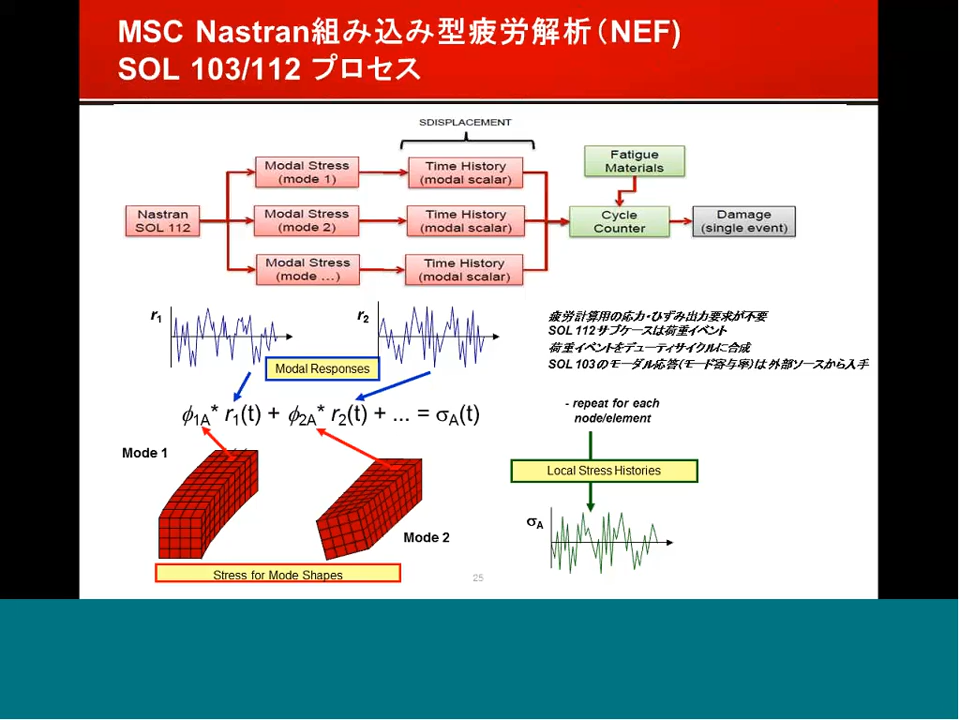 MSC Nastran組み込み型疲労解析（NEF)
SOL 103/112 プロセス
SDISPLACEMENT
Modal Stress
(mode 1)
Time History
(modal scalar)
Fatigue
Materials
Nastran
SOL 112
Modal Stress
(mode 2)
Time History
(modal scalar)
Cycle
Counter
Damage
(single event)
Modal Stress
(mode ...)
Time History
(modal scalar)
r1
r2
疲労計算用の応力・ひずみ出力要求が不要
SOL 112サブケースは荷重イベント
荷重イベントをデューティサイクルに合成
SOL 103のモーダル応答（モード寄与率）は外部ソースから入手
Modal Responses
ϕ1A* r1(t) + ϕ2A* r2(t) + ... = σA(t)
- repeat for each
node/element
Mode 1
Local Stress Histories
σA
Mode 2
Stress for Mode Shapes
25